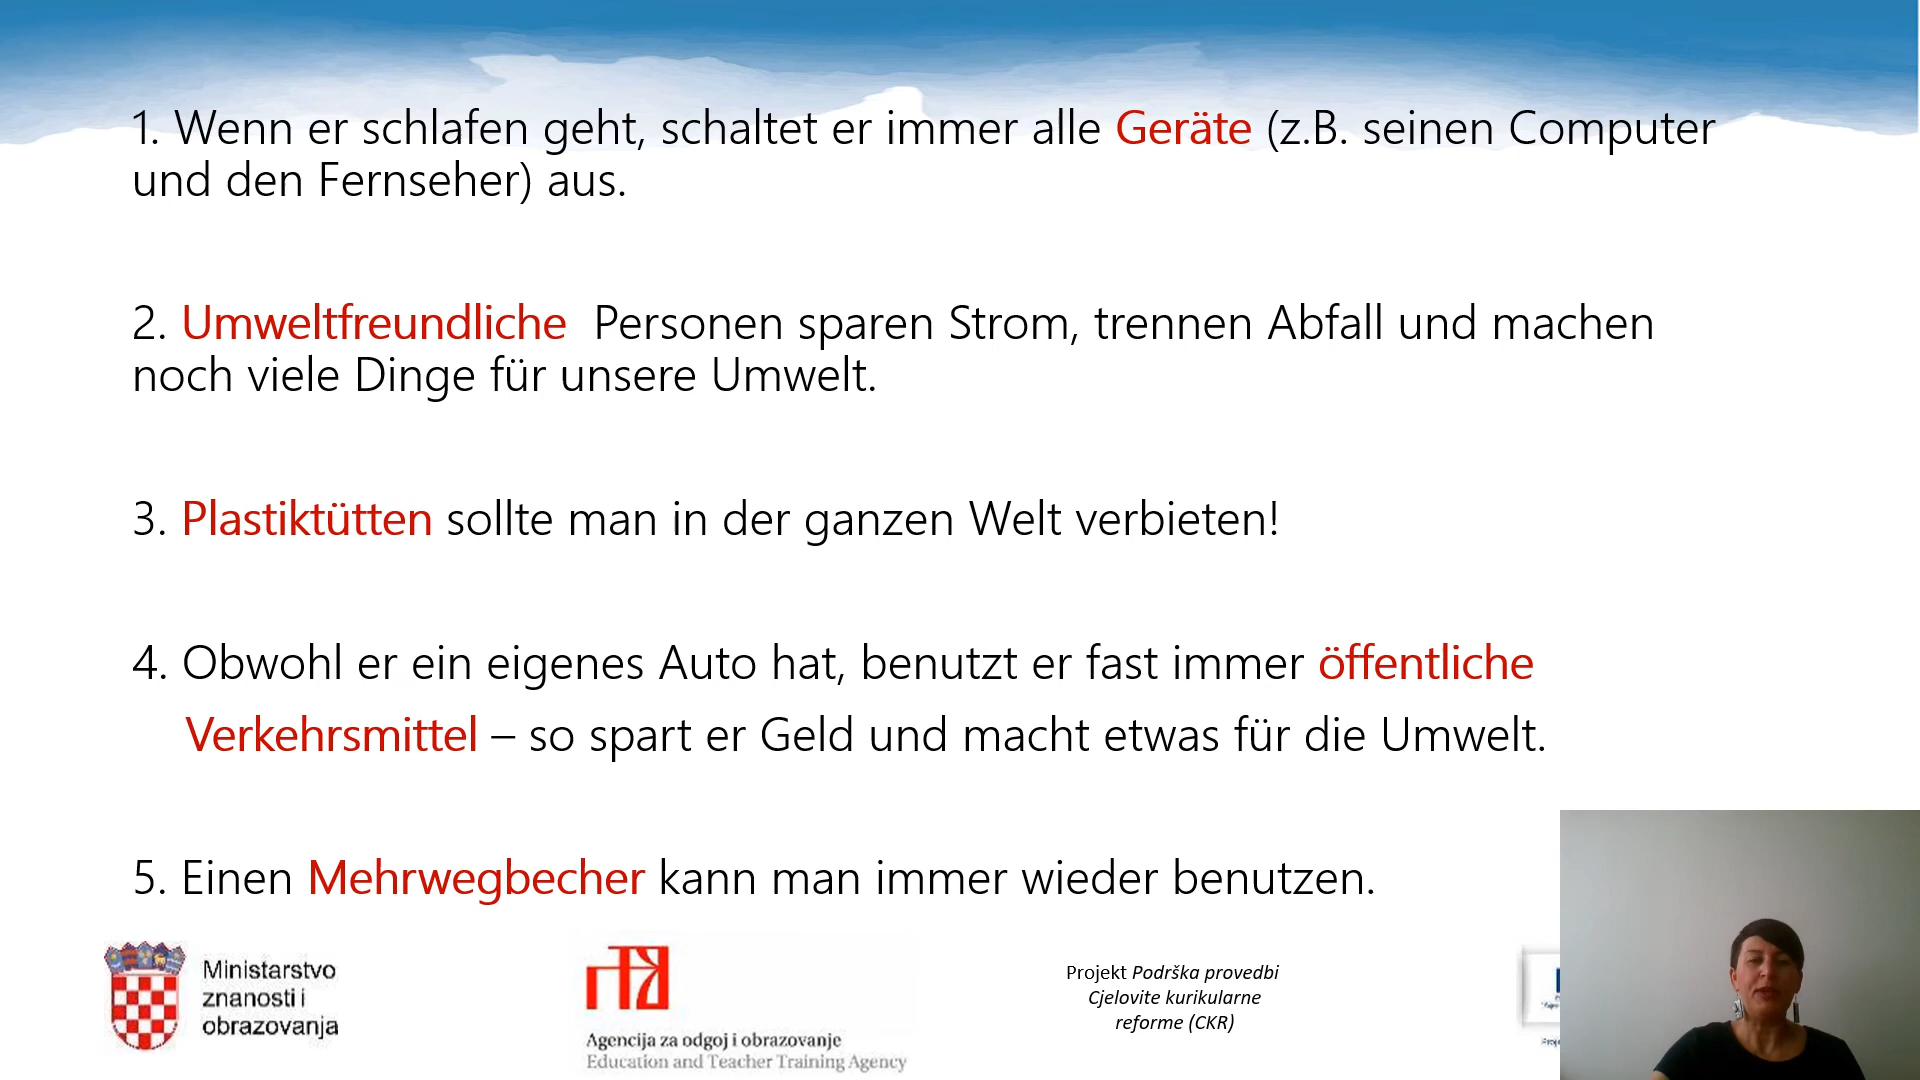 1. Wenn er schlafen geht, schaltet er immer alle Geräte (z.B. seinen Computer
und den Fernseher) aus.
2. Umweltfreundliche Personen sparen Strom, trennen Abfall und machen
noch viele Dinge für unsere Umwelt.
3. Plastiktütten sollte man in der ganzen Welt verbieten!
4. Obwohl er ein eigenes Auto hat, benutzt er fast immer öffentliche
Verkehrsmittel – so spart er Geld und macht etwas für die Umwelt.
5. Einen Mehrwegbecher kann man immer wieder benutzen.
Ministarstvo
znanosti i
obrazovanja
Agencija za odgoj i obrazovanje
Education and Teacher Training Agency
Projekt Podrška provedbi
Cjelovite kurikularne
reforme (CKR)